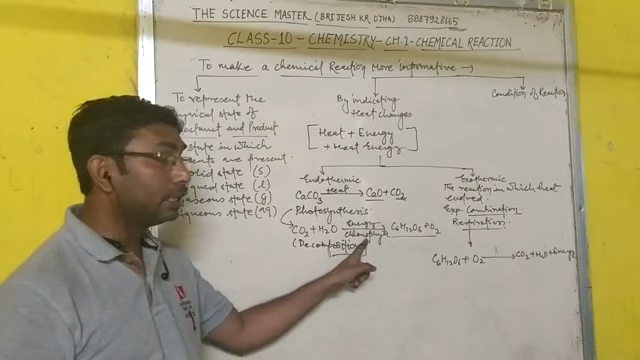 THE SCIENCE MASTER (BRIJESH KR. OJHA) 8887928165
CLASS-10 - CHEMISTRY - CH.1 - CHEMICAL REACTION
To make a chemical Reaction More informative →
To represent the
physical state of
Reactant and Product
state in which
are present.
Solid state (s)
liqued state (l)
gaseous state (g)
aqueous state (aq)
By indicating
Heat changes
[Heat + Energy
+ Heat Energy]
Condition of Reaction
Endothermic
CaCO3 +Heat → CaO + CO2
Photosynthesis
CO2 + H2O Energy → C6H12O6 + O2
(Decomposition)
Exothermic
The reaction in which heat
evolved.
Exp. Combination
Respiration
C6H12O6 + O2 → CO2 + H2O + Energy